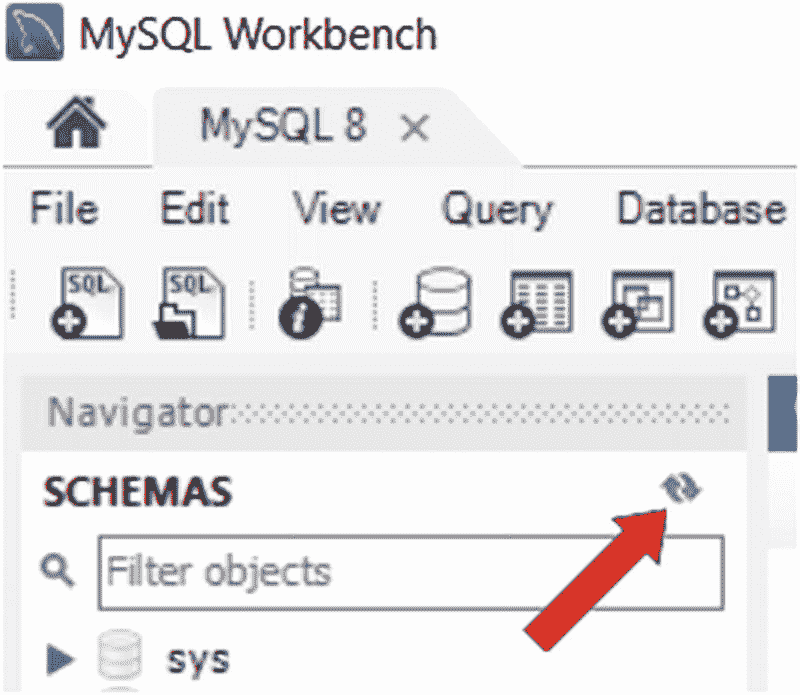 MySQL Workbench
MySQL 8 ×
File Edit View Query Database
SQL SQL
Navigator
SCHEMAS
Filter objects
sys